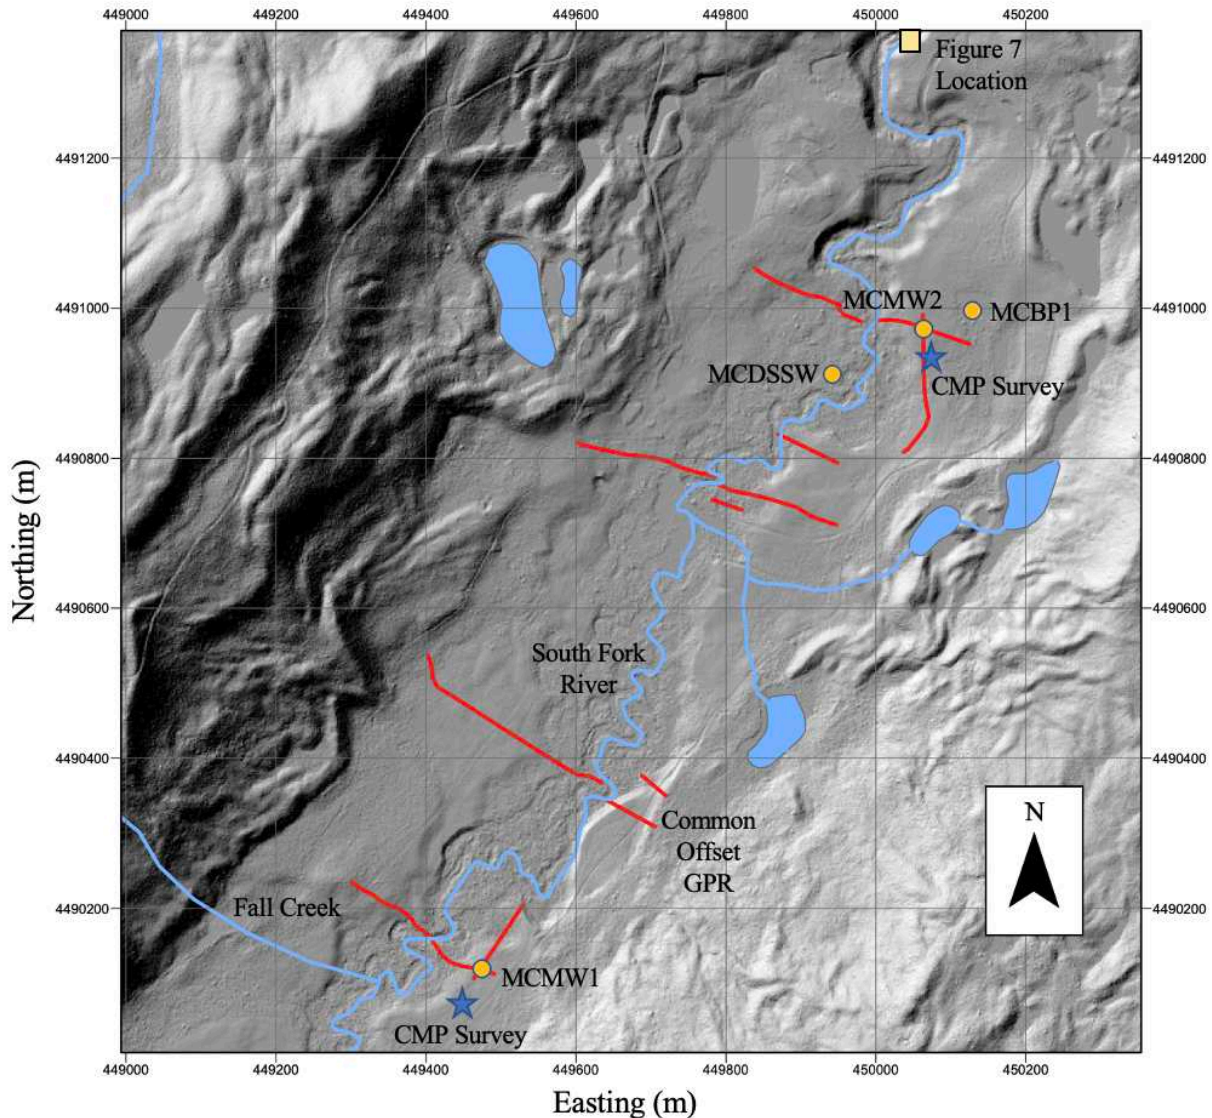 449000 449200 449400 449600 449800 450000 450200
Figure 7
Location
4491200 4491200
4491000 4491000
MCMW2
MCBP1
MCDSSW
CMP Survey
4490800 4490800
Northing (m)
4490600 4490600
South Fork
River
4490400 4490400
N
Common
Offset
GPR
4490200 4490200
Fall Creek
MCMW1
CMP Survey
449000 449200 449400 449600 449800 450000 450200
Easting (m)